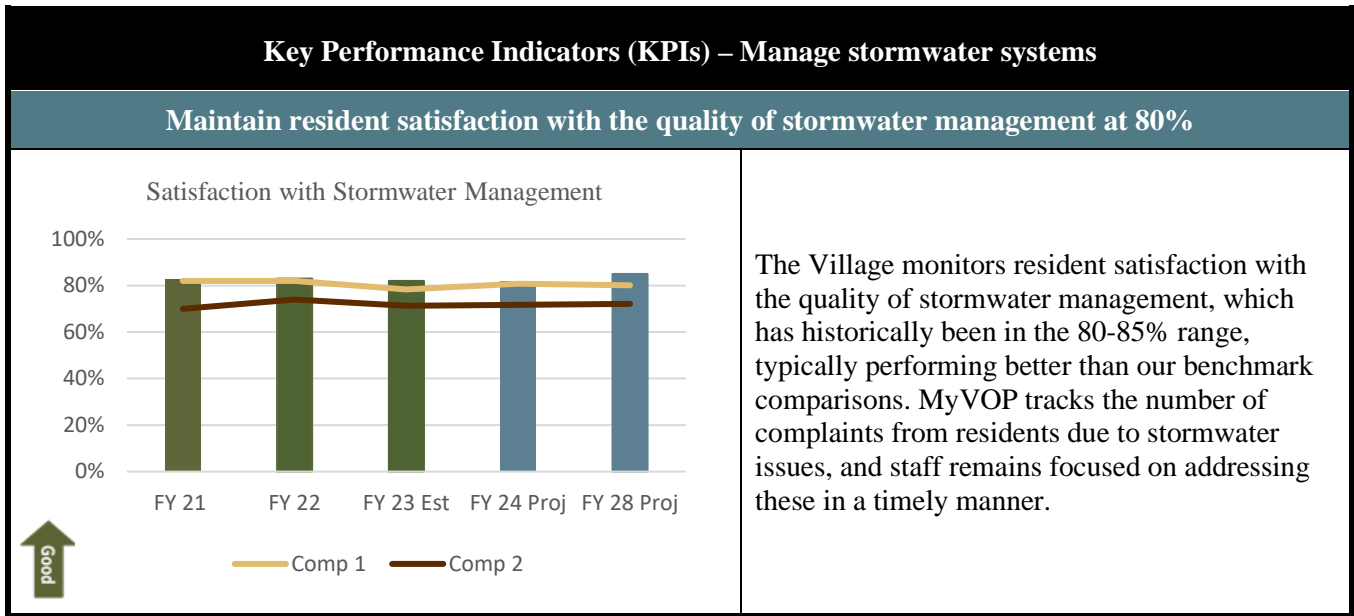 Key Performance Indicators (KPIs) – Manage stormwater systems
Maintain resident satisfaction with the quality of stormwater management at 80%
Satisfaction with Stormwater Management
100%
80%
60%
40%
20%
0%
FY 21 FY 22 FY 23 Est FY 24 Proj FY 28 Proj
Good
Comp 1 Comp 2
The Village monitors resident satisfaction with
the quality of stormwater management, which
has historically been in the 80-85% range,
typically performing better than our benchmark
comparisons. MyVOP tracks the number of
complaints from residents due to stormwater
issues, and staff remains focused on addressing
these in a timely manner.